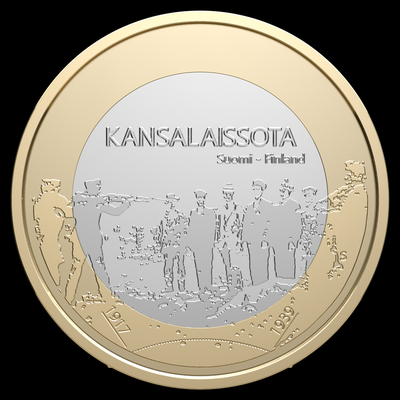 KANSALAISSOTA
Suomi - Finland
1917
1939